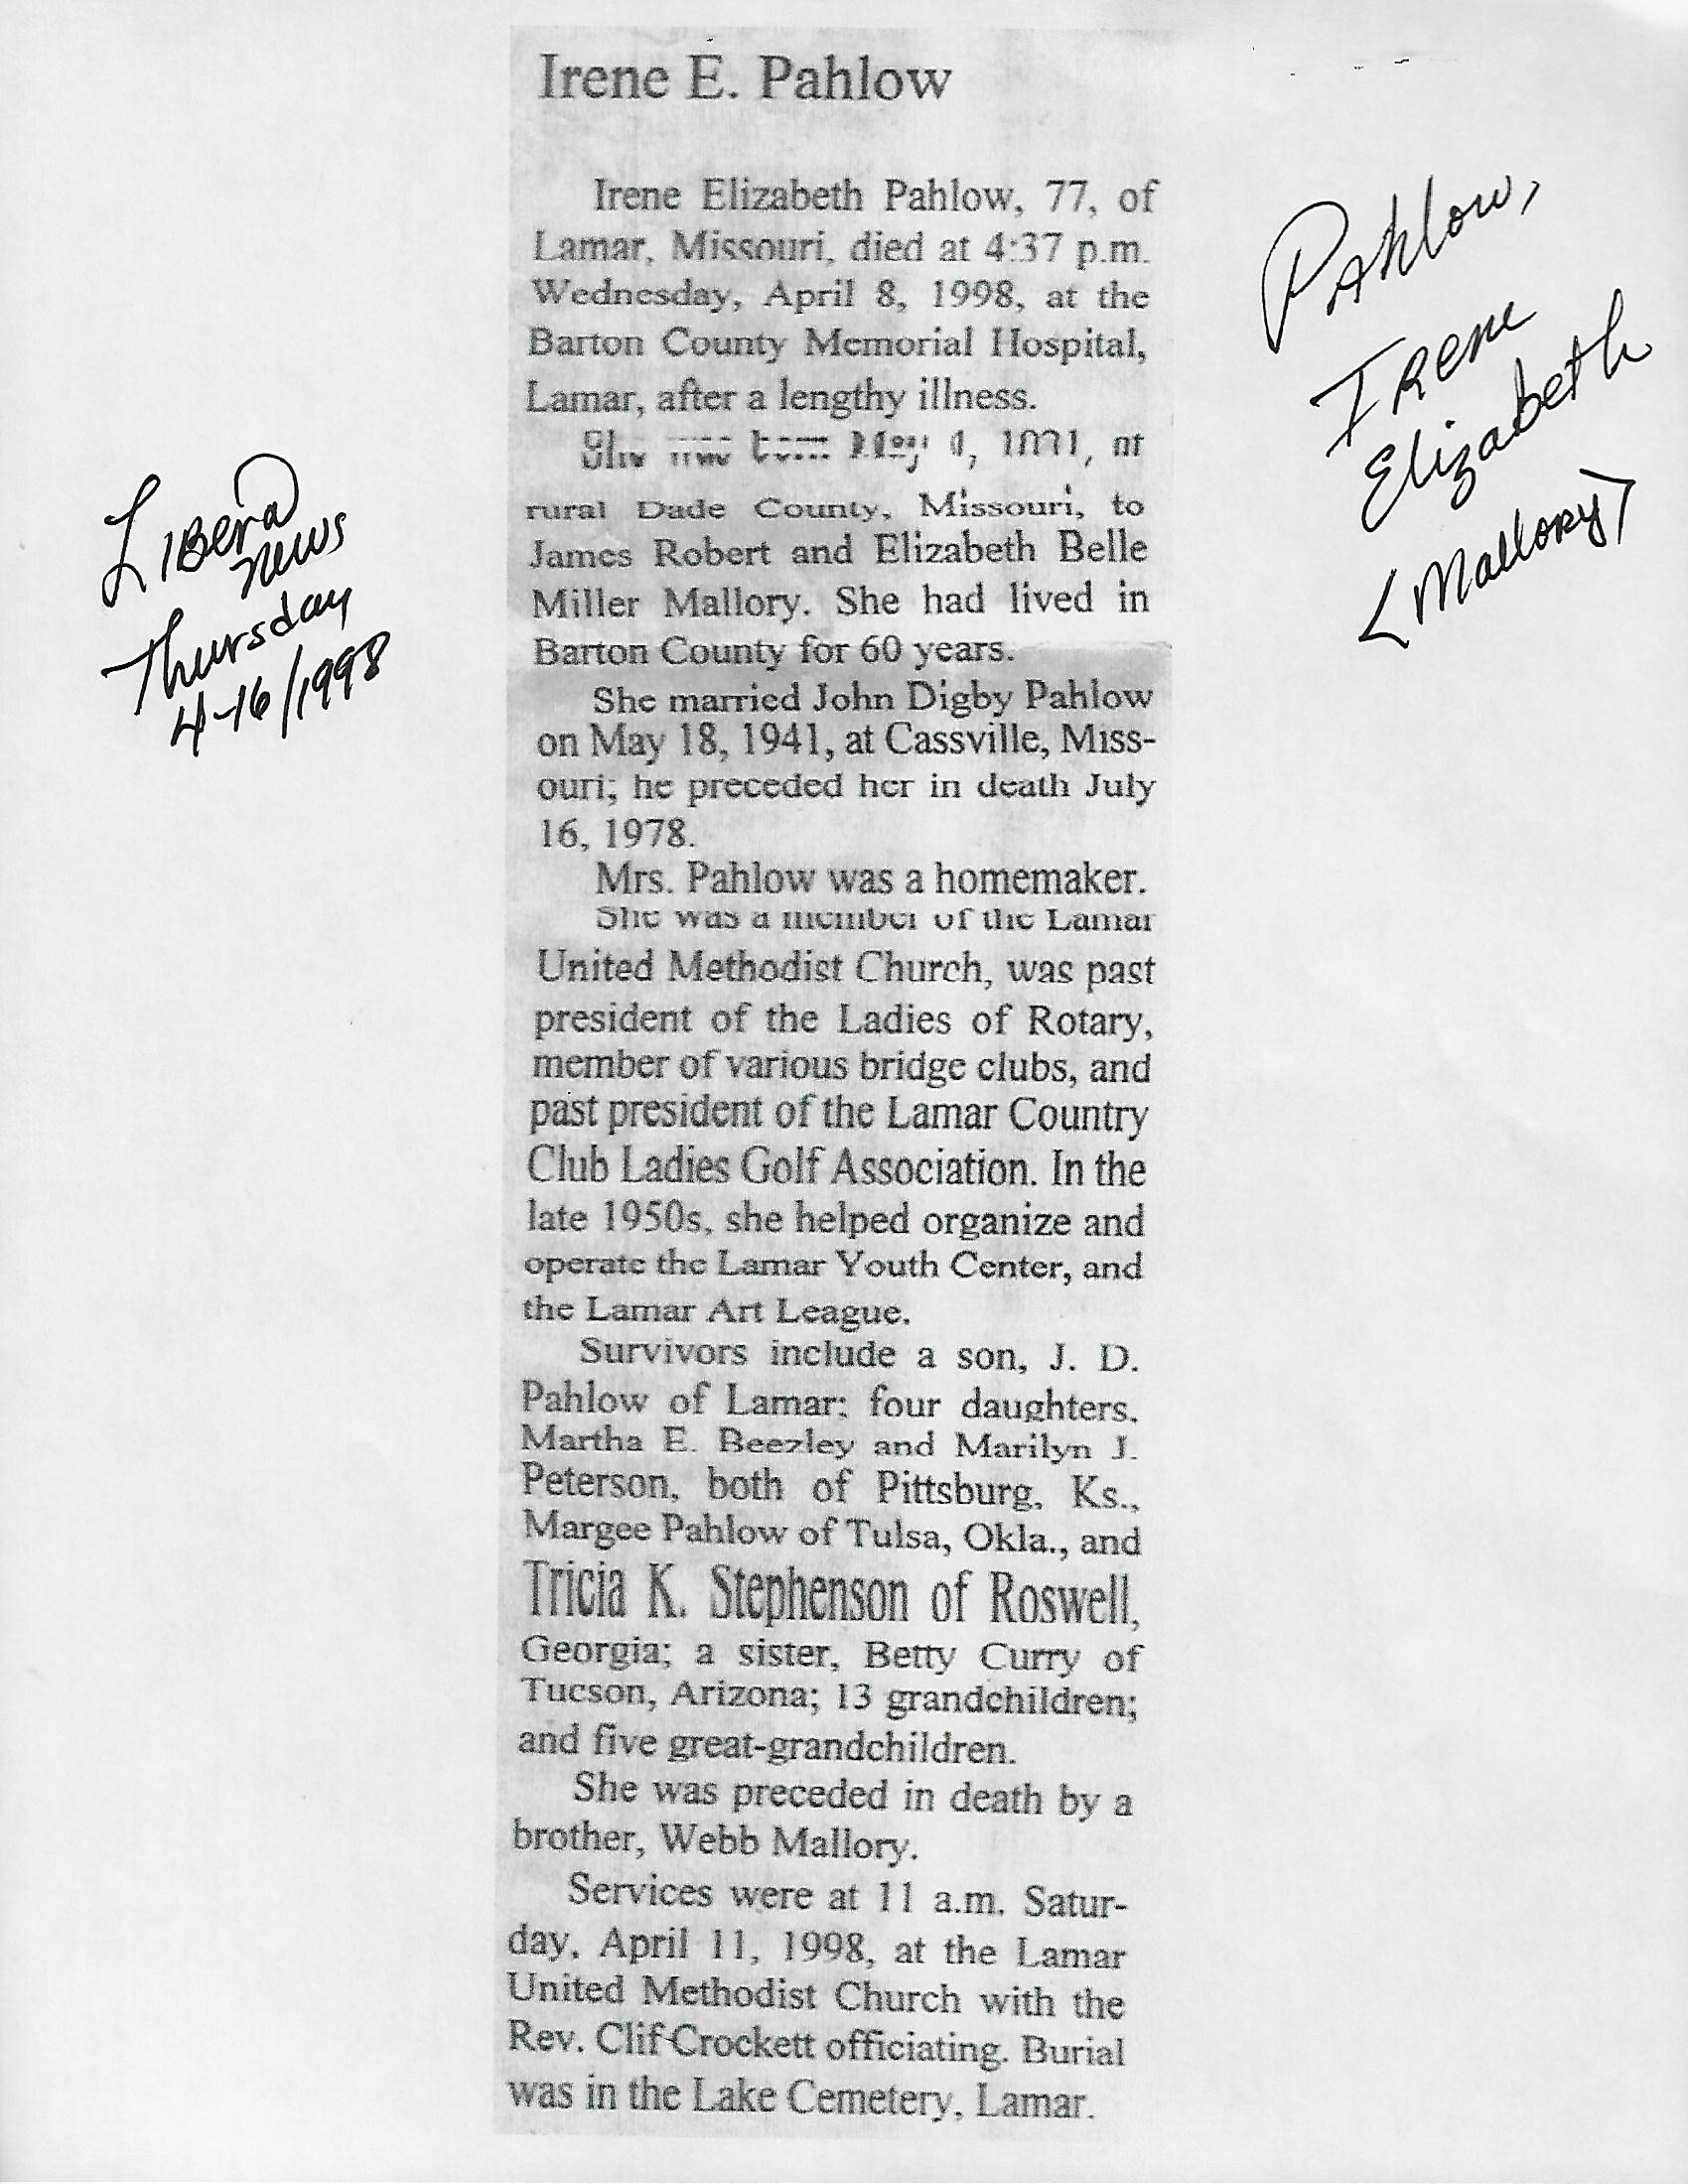 Irene E. Pahlow
Irene Elizabeth Pahlow, 77, of
Lamar, Missouri, died at 4:37 p.m.
Wednesday, April 8, 1998, at the
Barton County Memorial Hospital,
Lamar, after a lengthy illness.
She was born May
rural Dade County, Missouri, to
James Robert and Elizabeth Belle
Miller Mallory. She had lived in
Barton County for 60 years.
She married John Digby Pahlow
on May 18, 1941, at Cassville, Miss-
ouri; he preceded her in death July
16, 1978.
Mrs. Pahlow was a homemaker.
She was a member of the Lamar
United Methodist Church, was past
president of the Ladies of Rotary,
member of various bridge clubs, and
past president of the Lamar Country
Club Ladies Golf Association. In the
late 1950s, she helped organize and
operate the Lamar Youth Center, and
the Lamar Art League.
Survivors include a son, J. D.
Pahlow of Lamar; four daughters,
Martha E. Beezley and Marilyn J.
Peterson, both of Pittsburg, Ks.,
Margee Pahlow of Tulsa, Okla., and
Tricia K. Stephenson of Roswell,
Georgia; a sister, Betty Curry of
Tucson, Arizona; 13 grandchildren;
and five great-grandchildren.
She was preceded in death by a
brother, Webb Mallory.
Services were at 11 a.m. Satur-
day, April 11, 1998, at the Lamar
United Methodist Church with the
Rev. Clif Crockett officiating. Burial
was in the Lake Cemetery, Lamar.
Liberal
News
Thursday
4-16/1998
Pahlow,
Irene
Elizabeth
(Mallory)